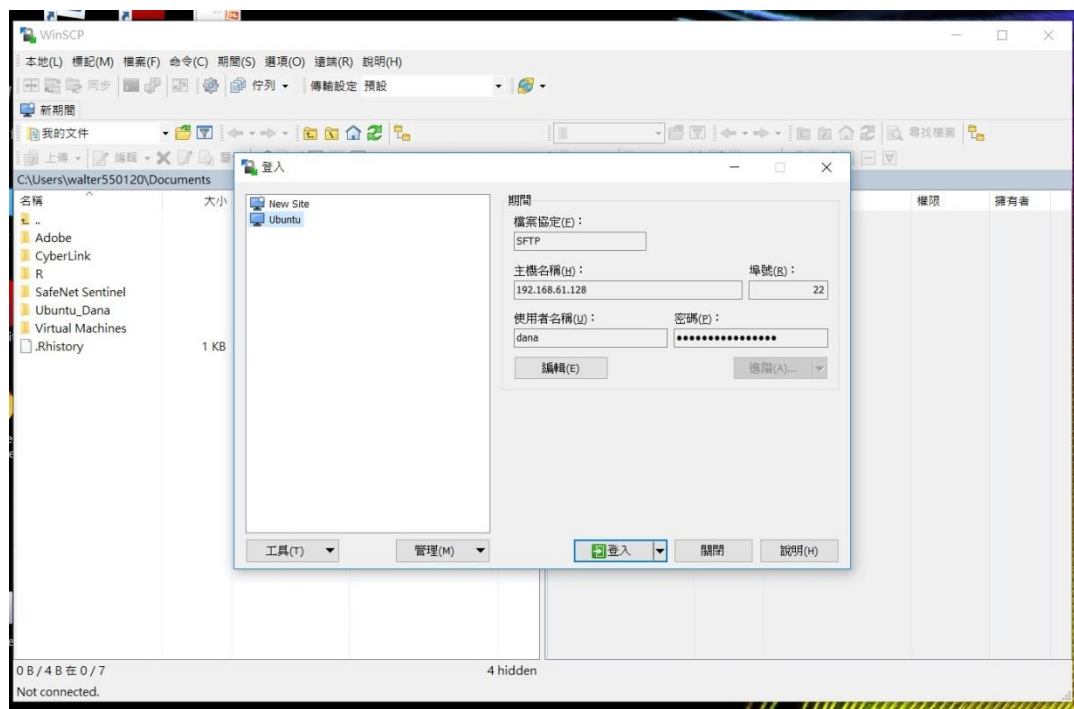 WinSCP
本地(L) 標記(M) 檔案(F) 命令(C) 期間(S) 選項(O) 遠端(R) 說明(H)
同步 佇列 傳輸設定 預設
新期間
我的文件 尋找檔案
上傳 編輯
C:\Users\walter550120\Documents
名稱 大小 權限 擁有者
..
Adobe
CyberLink
R
SafeNet Sentinel
Ubuntu_Dana
Virtual Machines
.Rhistory 1 KB
登入
New Site
Ubuntu
期間
檔案協定(F)：
SFTP
主機名稱(H)： 埠號(R)：
192.168.61.128 22
使用者名稱(U)： 密碼(P)：
dana ••••••••••••••••
編輯(E) 進階(A)...
工具(T) 管理(M) 登入 關閉 說明(H)
0 B / 4 B 在 0 / 7 4 hidden
Not connected.